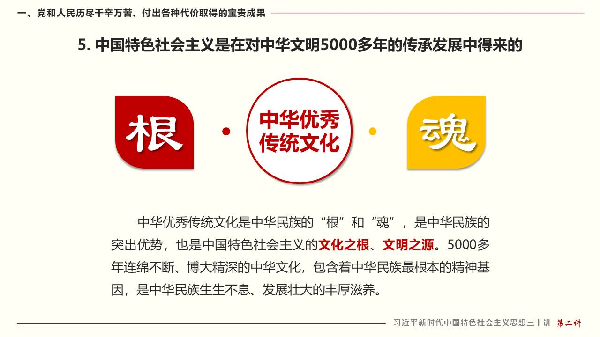 一、党和人民历尽千辛万苦、付出各种代价取得的宝贵成果
5. 中国特色社会主义是在对中华文明5000多年的传承发展中得来的
根
中华优秀
传统文化
魂
中华优秀传统文化是中华民族的“根”和“魂”，是中华民族的
突出优势，也是中国特色社会主义的文化之根、文明之源。5000多
年连绵不断、博大精深的中华文化，包含着中华民族最根本的精神基
因，是中华民族生生不息、发展壮大的丰厚滋养。
习近平新时代中国特色社会主义思想三十讲 第二讲